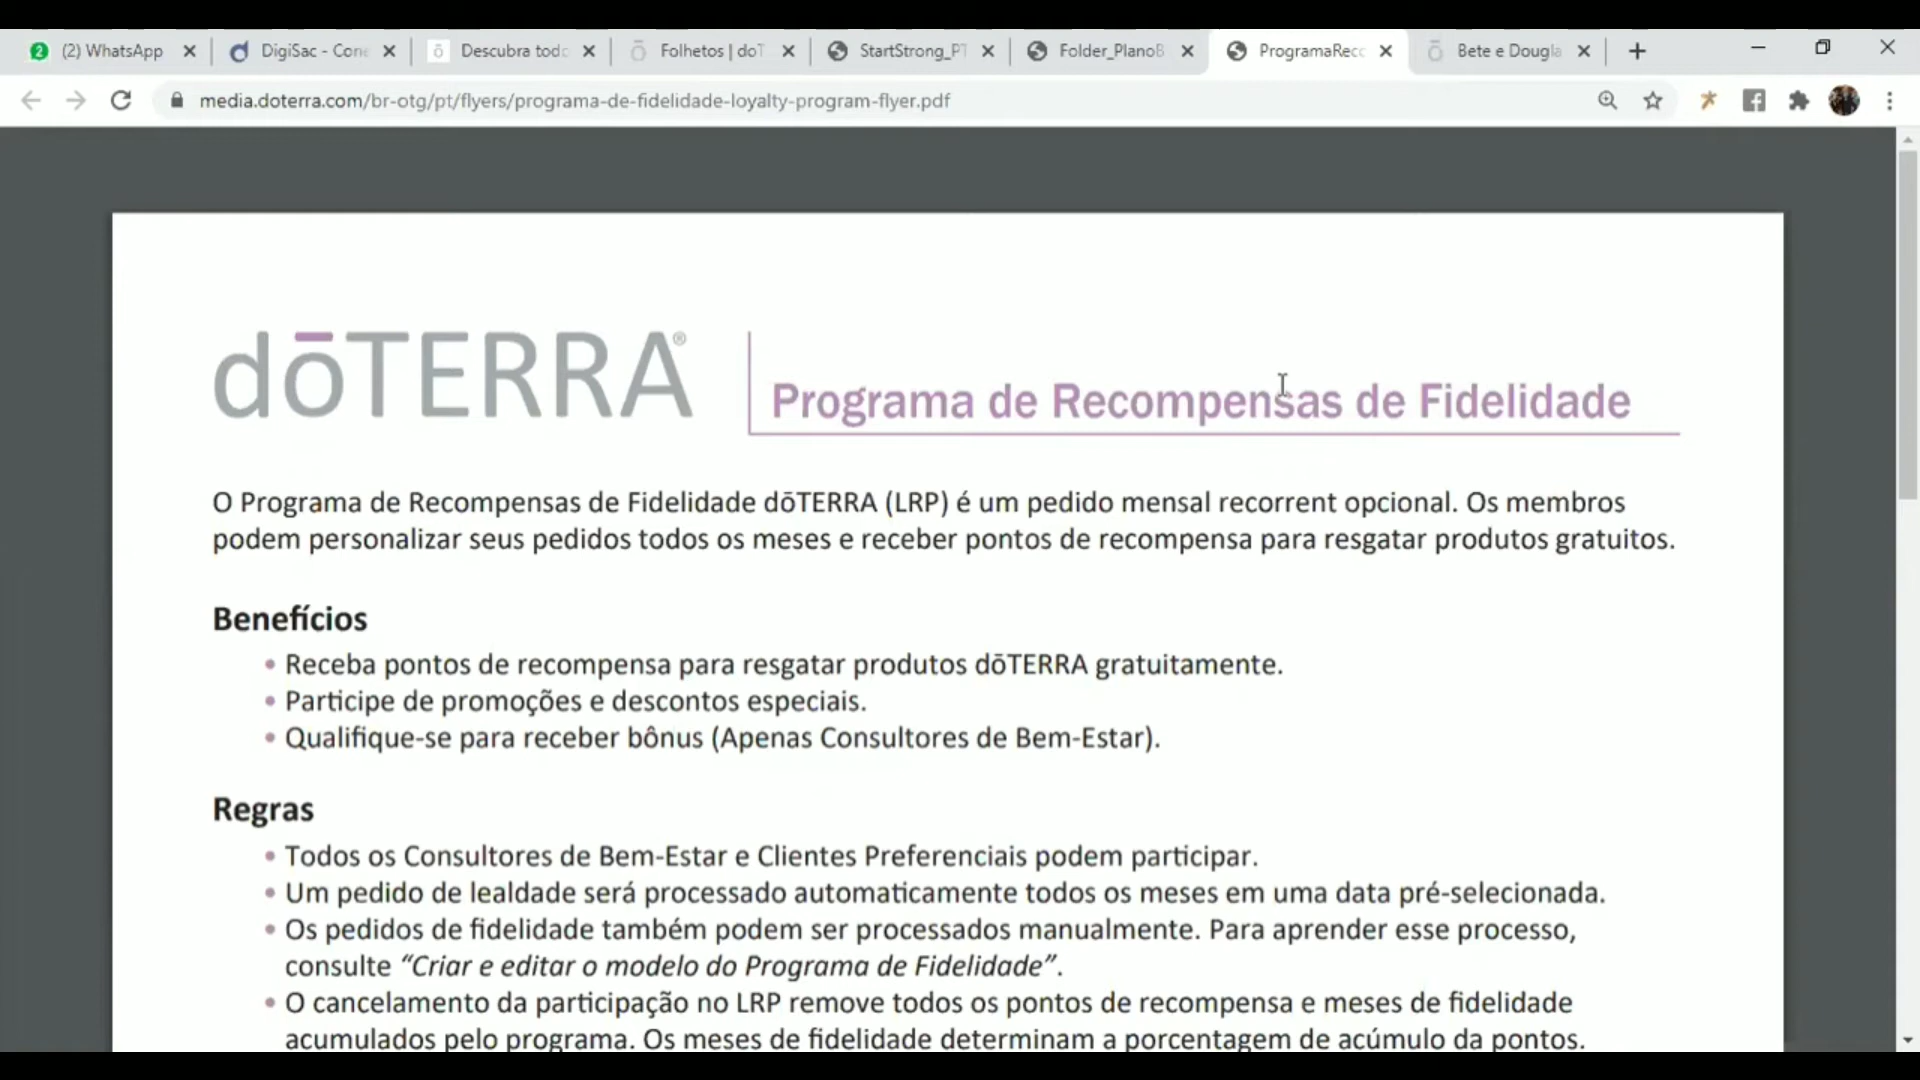 2
(2) WhatsApp
DigiSac - Con
Descubra todo
Folhetos | doT
StartStrong_PT
Folder_PlanoB
ProgramaRec
Bete e Dougla
media.doterra.com/br-otg/pt/flyers/programa-de-fidelidade-loyalty-program-flyer.pdf
dōTERRA®
Programa de Recompensas de Fidelidade
O Programa de Recompensas de Fidelidade dōTERRA (LRP) é um pedido mensal recorrent opcional. Os membros
podem personalizar seus pedidos todos os meses e receber pontos de recompensa para resgatar produtos gratuitos.
Benefícios
• Receba pontos de recompensa para resgatar produtos dōTERRA gratuitamente.
• Participe de promoções e descontos especiais.
• Qualifique-se para receber bônus (Apenas Consultores de Bem-Estar).
Regras
• Todos os Consultores de Bem-Estar e Clientes Preferenciais podem participar.
• Um pedido de lealdade será processado automaticamente todos os meses em uma data pré-selecionada.
• Os pedidos de fidelidade também podem ser processados manualmente. Para aprender esse processo,
consulte “Criar e editar o modelo do Programa de Fidelidade”.
• O cancelamento da participação no LRP remove todos os pontos de recompensa e meses de fidelidade
acumulados pelo programa. Os meses de fidelidade determinam a porcentagem de acúmulo da pontos.